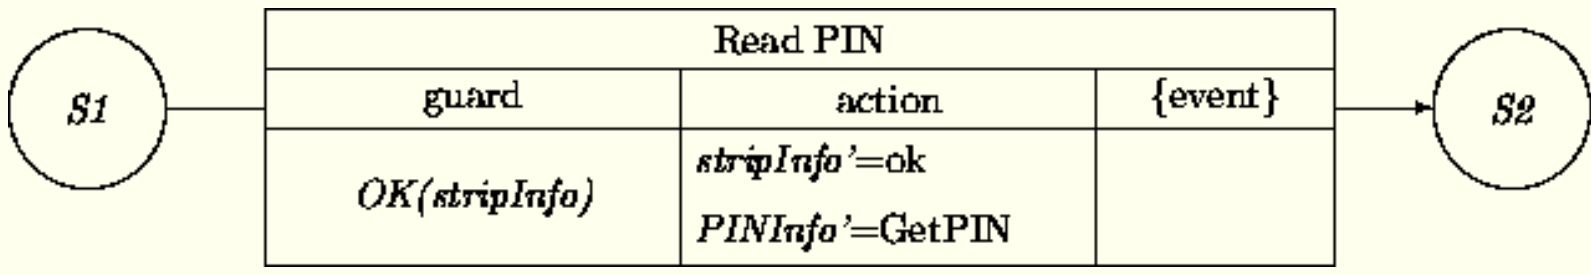 Read PIN
guard action {event}
S1 S2
OK(stripInfo)
stripInfo'=ok
PINInfo'=GetPIN